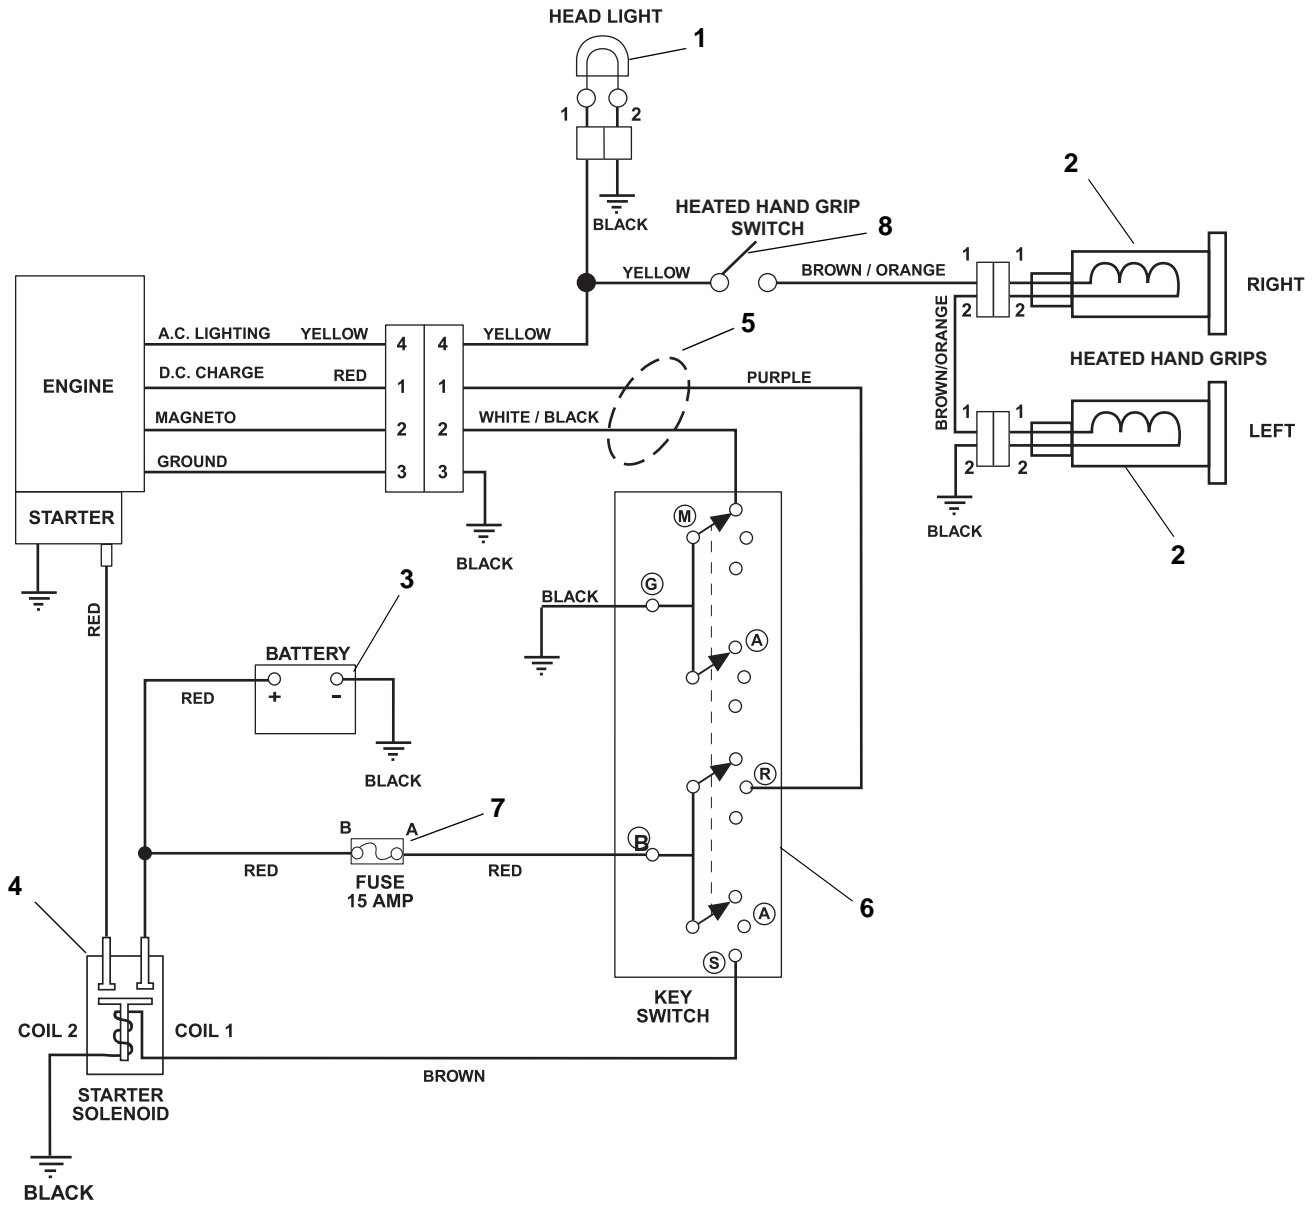 HEAD LIGHT
1
1 2
BLACK
2
HEATED HAND GRIP
SWITCH
8
YELLOW
BROWN / ORANGE
1 1
2 2
RIGHT
BROWN/ORANGE
HEATED HAND GRIPS
1 1
2 2
LEFT
BLACK
2
5
A.C. LIGHTING YELLOW 4 4 YELLOW
D.C. CHARGE RED 1 1 PURPLE
ENGINE
MAGNETO 2 2 WHITE / BLACK
GROUND 3 3
STARTER
BLACK
RED
M
G
BLACK
A
3
BATTERY
+ -
RED
BLACK
R
7
B A
B
RED
RED
FUSE
15 AMP
6
4
A
S
KEY
SWITCH
COIL 2 COIL 1
BROWN
STARTER
SOLENOID
BLACK